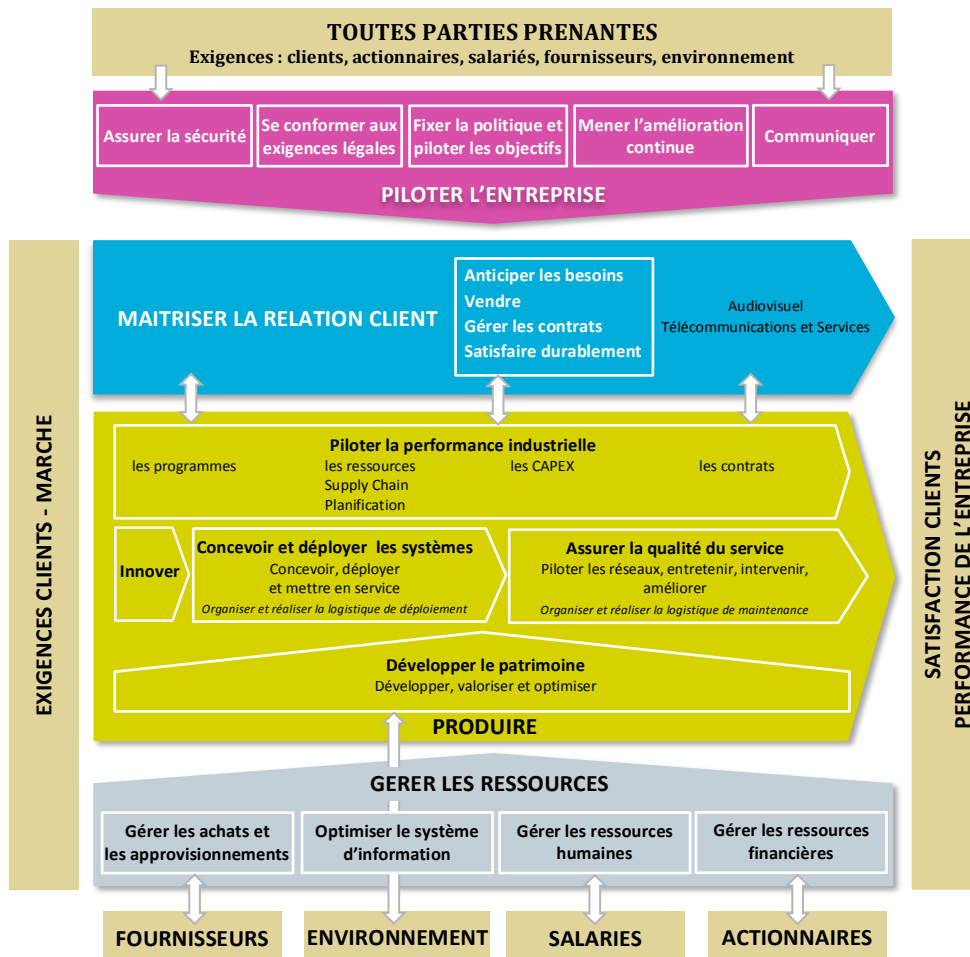 TOUTES PARTIES PRENANTES
Exigences : clients, actionnaires, salariés, fournisseurs, environnement
Assurer la sécurité
Se conformer aux
exigences légales
Fixer la politique et
piloter les objectifs
Mener l’amélioration
continue
Communiquer
PILOTER L’ENTREPRISE
EXIGENCES CLIENTS - MARCHE
MAITRISER LA RELATION CLIENT
Anticiper les besoins
Vendre
Gérer les contrats
Satisfaire durablement
Audiovisuel
Télécommunications et Services
Piloter la performance industrielle
les programmes
les ressources
Supply Chain
Planification
les CAPEX
les contrats
Innover
Concevoir et déployer les systèmes
Concevoir, déployer
et mettre en service
Organiser et réaliser la logistique de déploiement
Assurer la qualité du service
Piloter les réseaux, entretenir, intervenir,
améliorer
Organiser et réaliser la logistique de maintenance
Développer le patrimoine
Développer, valoriser et optimiser
PRODUIRE
SATISFACTION CLIENTS
PERFORMANCE DE L’ENTREPRISE
GERER LES RESSOURCES
Gérer les achats et
les approvisionnements
Optimiser le système
d’information
Gérer les ressources
humaines
Gérer les ressources
financières
FOURNISSEURS
ENVIRONNEMENT
SALARIES
ACTIONNAIRES